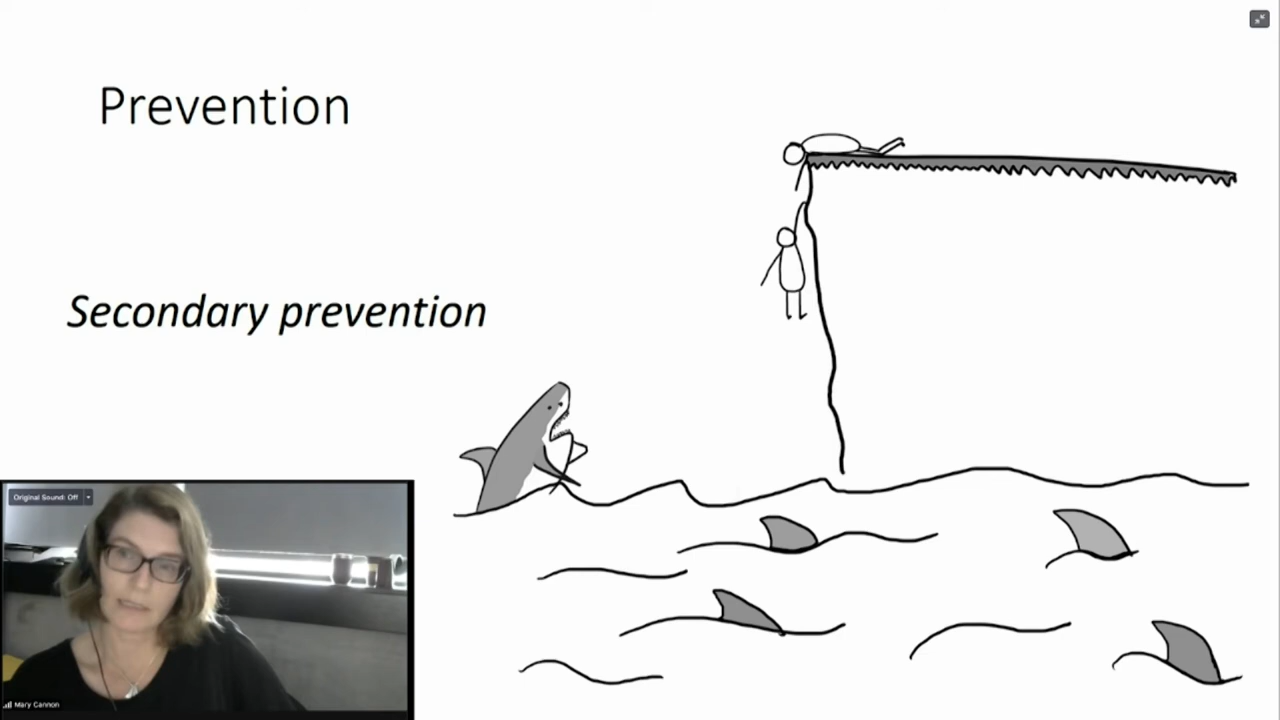 Prevention
Secondary prevention
Original Sound: Off
Mary Cannon